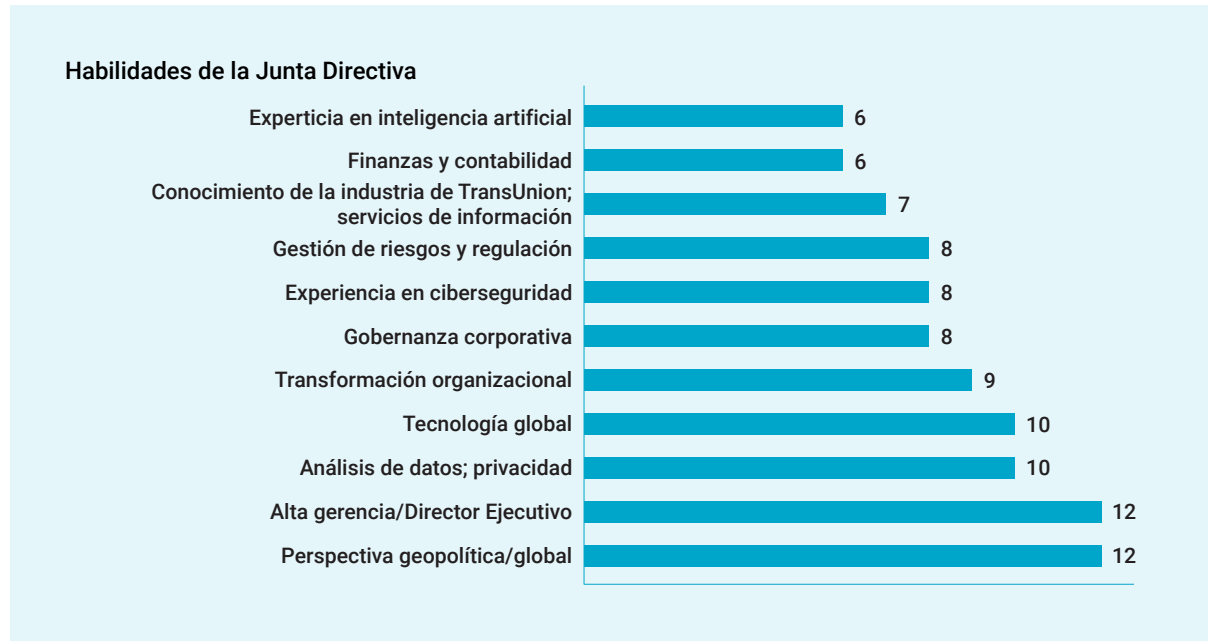 Habilidades de la Junta Directiva
Experticia en inteligencia artificial 6
Finanzas y contabilidad 6
Conocimiento de la industria de TransUnion;
servicios de información 7
Gestión de riesgos y regulación 8
Experiencia en ciberseguridad 8
Gobernanza corporativa 8
Transformación organizacional 9
Tecnología global 10
Análisis de datos; privacidad 10
Alta gerencia/Director Ejecutivo 12
Perspectiva geopolítica/global 12